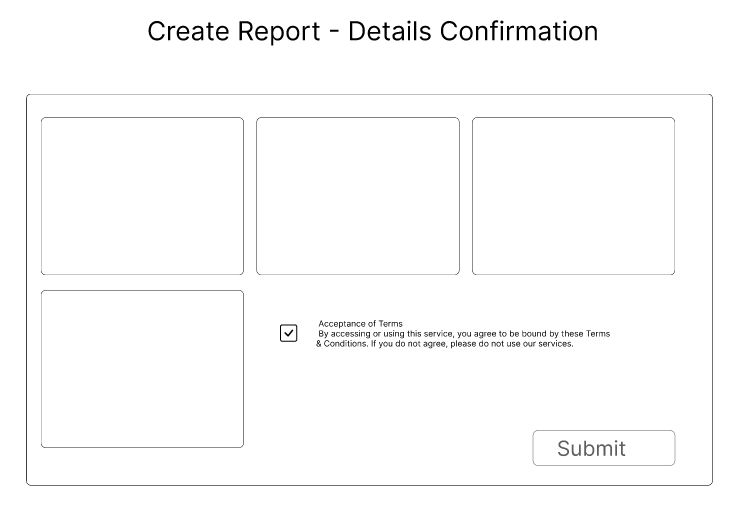 Create Report - Details Confirmation
Acceptance of Terms
By accessing or using this service, you agree to be bound by these Terms
& Conditions. If you do not agree, please do not use our services.
Submit